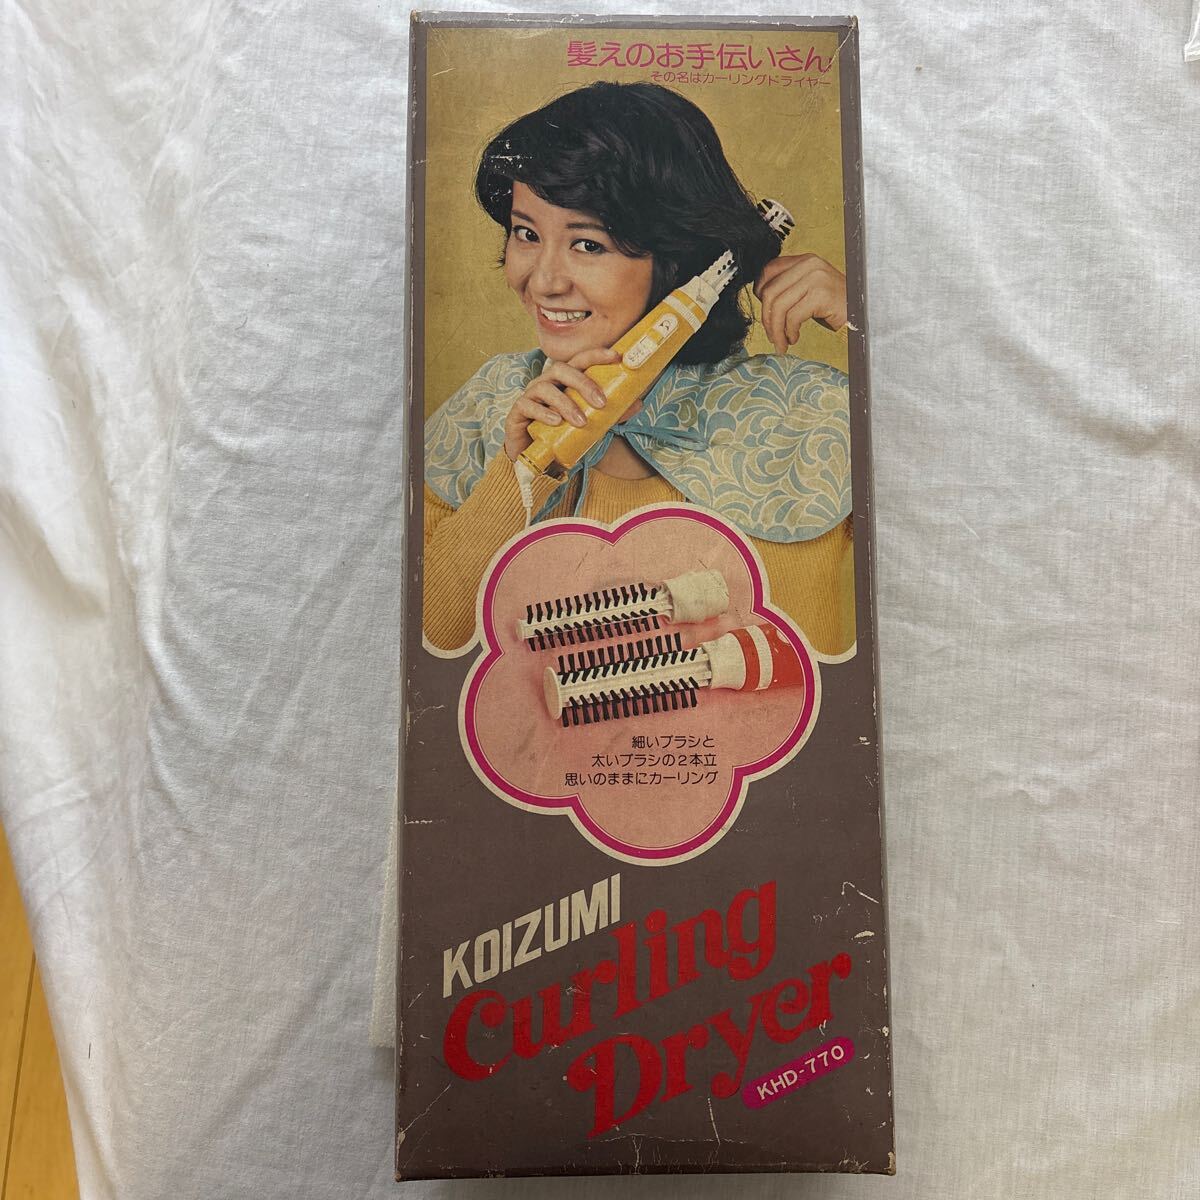 髪えのお手伝いさん
その名はカーリングドライヤー
細いブラシと
太いブラシの2本立
思いのままにカーリング
KOIZUMI
Curling
Dryer
KHD-770